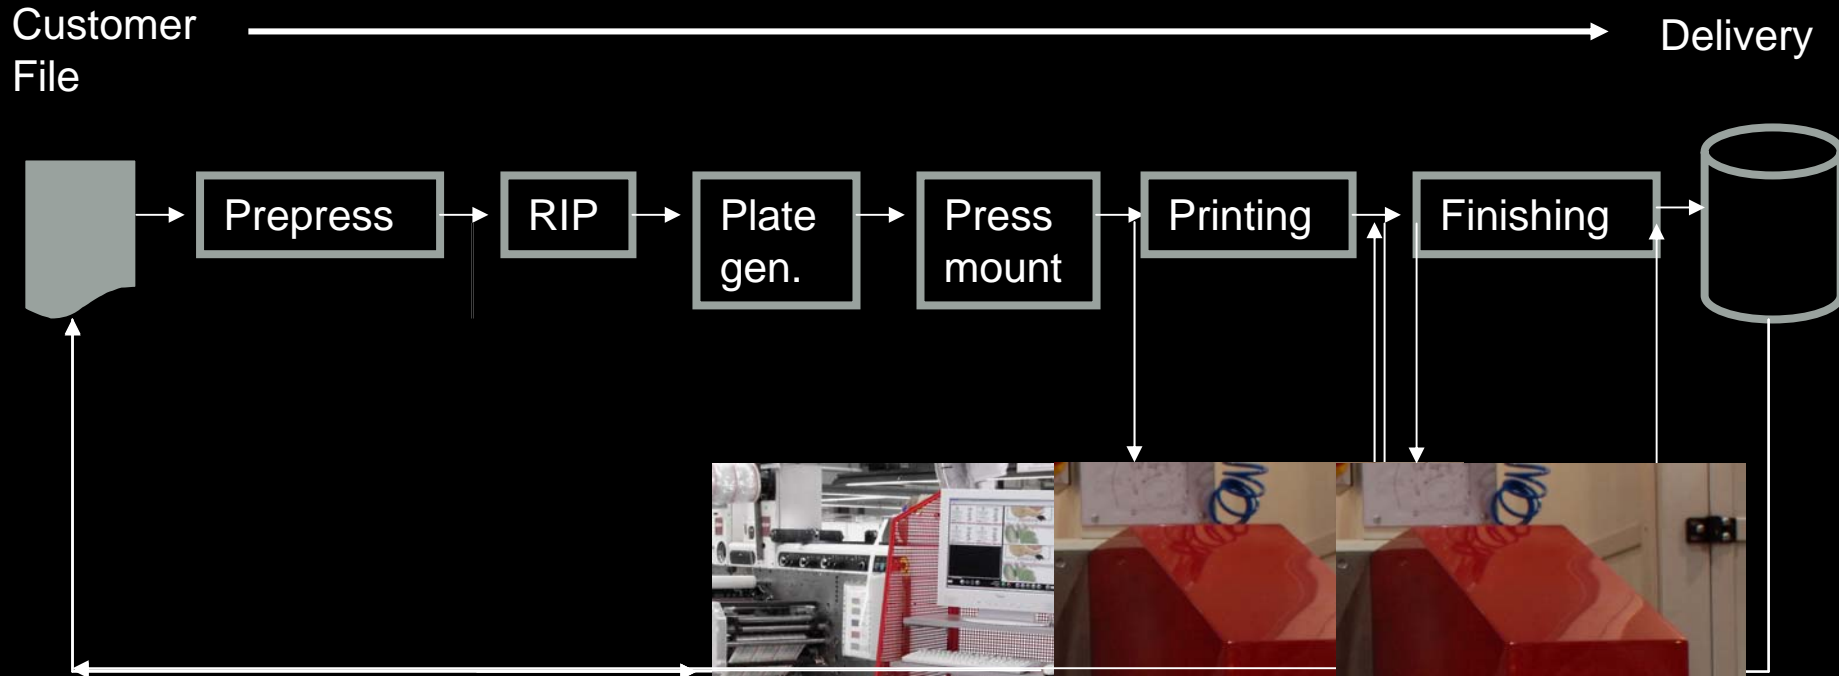 Customer
File
Delivery
Prepress
RIP
Plate
gen.
Press
mount
Printing
Finishing